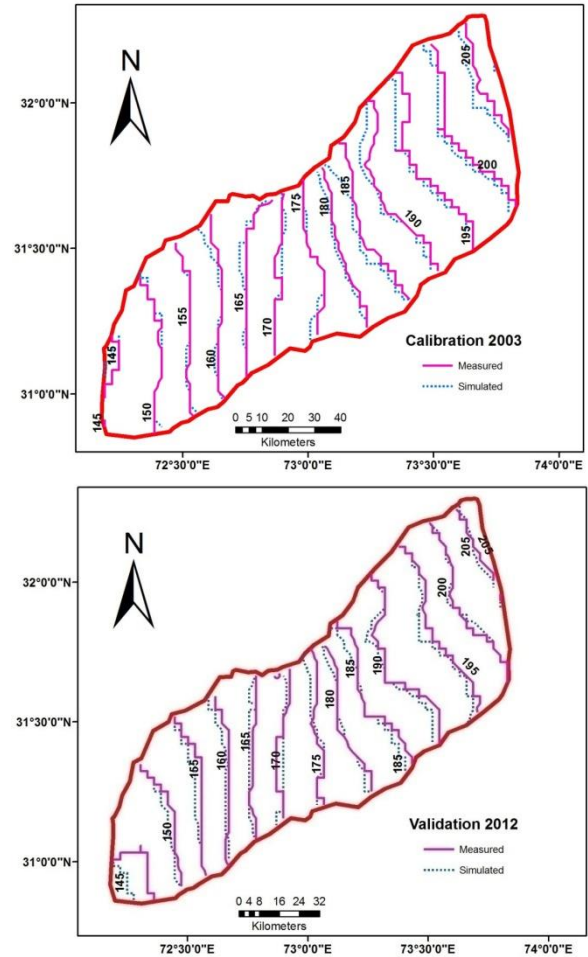 N
32°0'0"N
31°30'0"N
31°0'0"N
205
200
195
190
185
180
175
170
165
160
155
150
145
145
Calibration 2003
Measured
Simulated
0 5 10 20 30 40
Kilometers
72°30'0"E 73°0'0"E 73°30'0"E 74°0'0"E
N
32°0'0"N
31°30'0"N
31°0'0"N
205
205
200
195
190
185
180
185
175
170
165
160
155
150
145
Validation 2012
Measured
Simulated
0 4 8 16 24 32
Kilometers
72°30'0"E 73°0'0"E 73°30'0"E 74°0'0"E